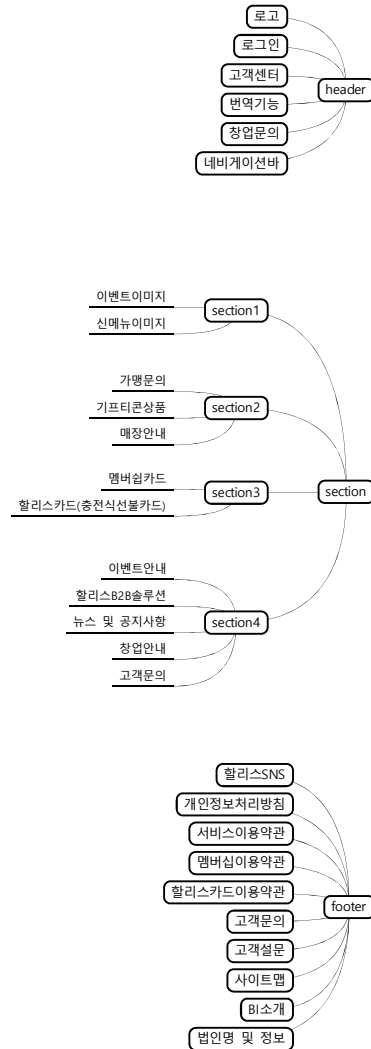 로고
로그인
고객센터
번역기능
창업문의
네비게이션바
header
이벤트이미지
신메뉴이미지
section1
가맹문의
기프티콘상품
매장안내
section2
멤버쉽카드
할리스카드(충전식선불카드)
section3
이벤트안내
할리스B2B솔루션
뉴스 및 공지사항
창업안내
고객문의
section4
section
할리스SNS
개인정보처리방침
서비스이용약관
멤버십이용약관
할리스카드이용약관
고객문의
고객설문
사이트맵
BI소개
법인명 및 정보
footer